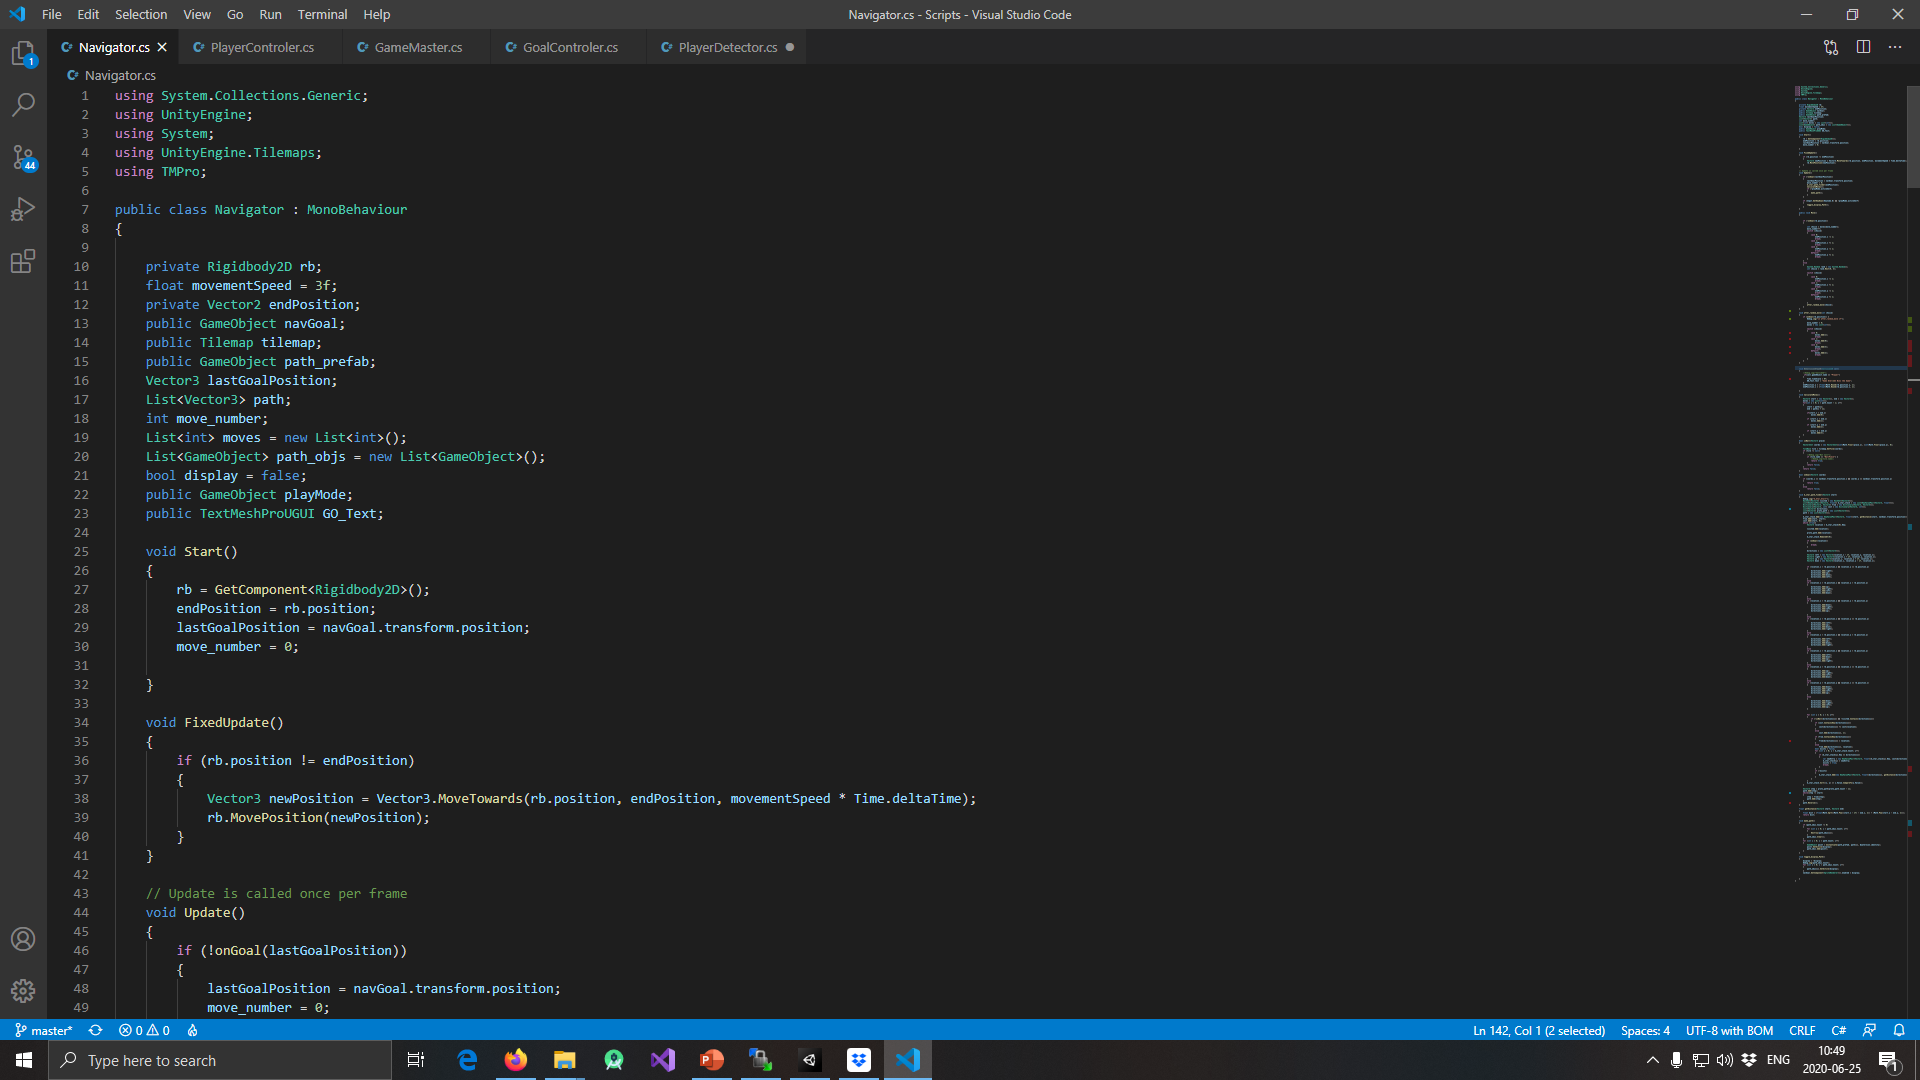 File Edit Selection View Go Run Terminal Help
Navigator.cs - Scripts - Visual Studio Code
Navigator.cs PlayerControler.cs GameMaster.cs GoalControler.cs PlayerDetector.cs
Navigator.cs
1 using System.Collections.Generic;
2 using UnityEngine;
3 using System;
4 using UnityEngine.Tilemaps;
5 using TMPro;
6
7 public class Navigator : MonoBehaviour
8 {
9
10 private Rigidbody2D rb;
11 float movementSpeed = 3f;
12 private Vector2 endPosition;
13 public GameObject navGoal;
14 public Tilemap tilemap;
15 public GameObject path_prefab;
16 Vector3 lastGoalPosition;
17 List<Vector3> path;
18 int move_number;
19 List<int> moves = new List<int>();
20 List<GameObject> path_objs = new List<GameObject>();
21 bool display = false;
22 public GameObject playMode;
23 public TextMeshProUGUI GO_Text;
24
25 void Start()
26 {
27 rb = GetComponent<Rigidbody2D>();
28 endPosition = rb.position;
29 lastGoalPosition = navGoal.transform.position;
30 move_number = 0;
31
32 }
33
34 void FixedUpdate()
35 {
36 if (rb.position != endPosition)
37 {
38 Vector3 newPosition = Vector3.MoveTowards(rb.position, endPosition, movementSpeed * Time.deltaTime);
39 rb.MovePosition(newPosition);
40 }
41 }
42
43 // Update is called once per frame
44 void Update()
45 {
46 if (!onGoal(lastGoalPosition))
47 {
48 lastGoalPosition = navGoal.transform.position;
49 move_number = 0;
1
44
master* 0 0 Ln 142, Col 1 (2 selected) Spaces: 4 UTF-8 with BOM CRLF C#
Type here to search
ENG
10:49
2020-06-25
1